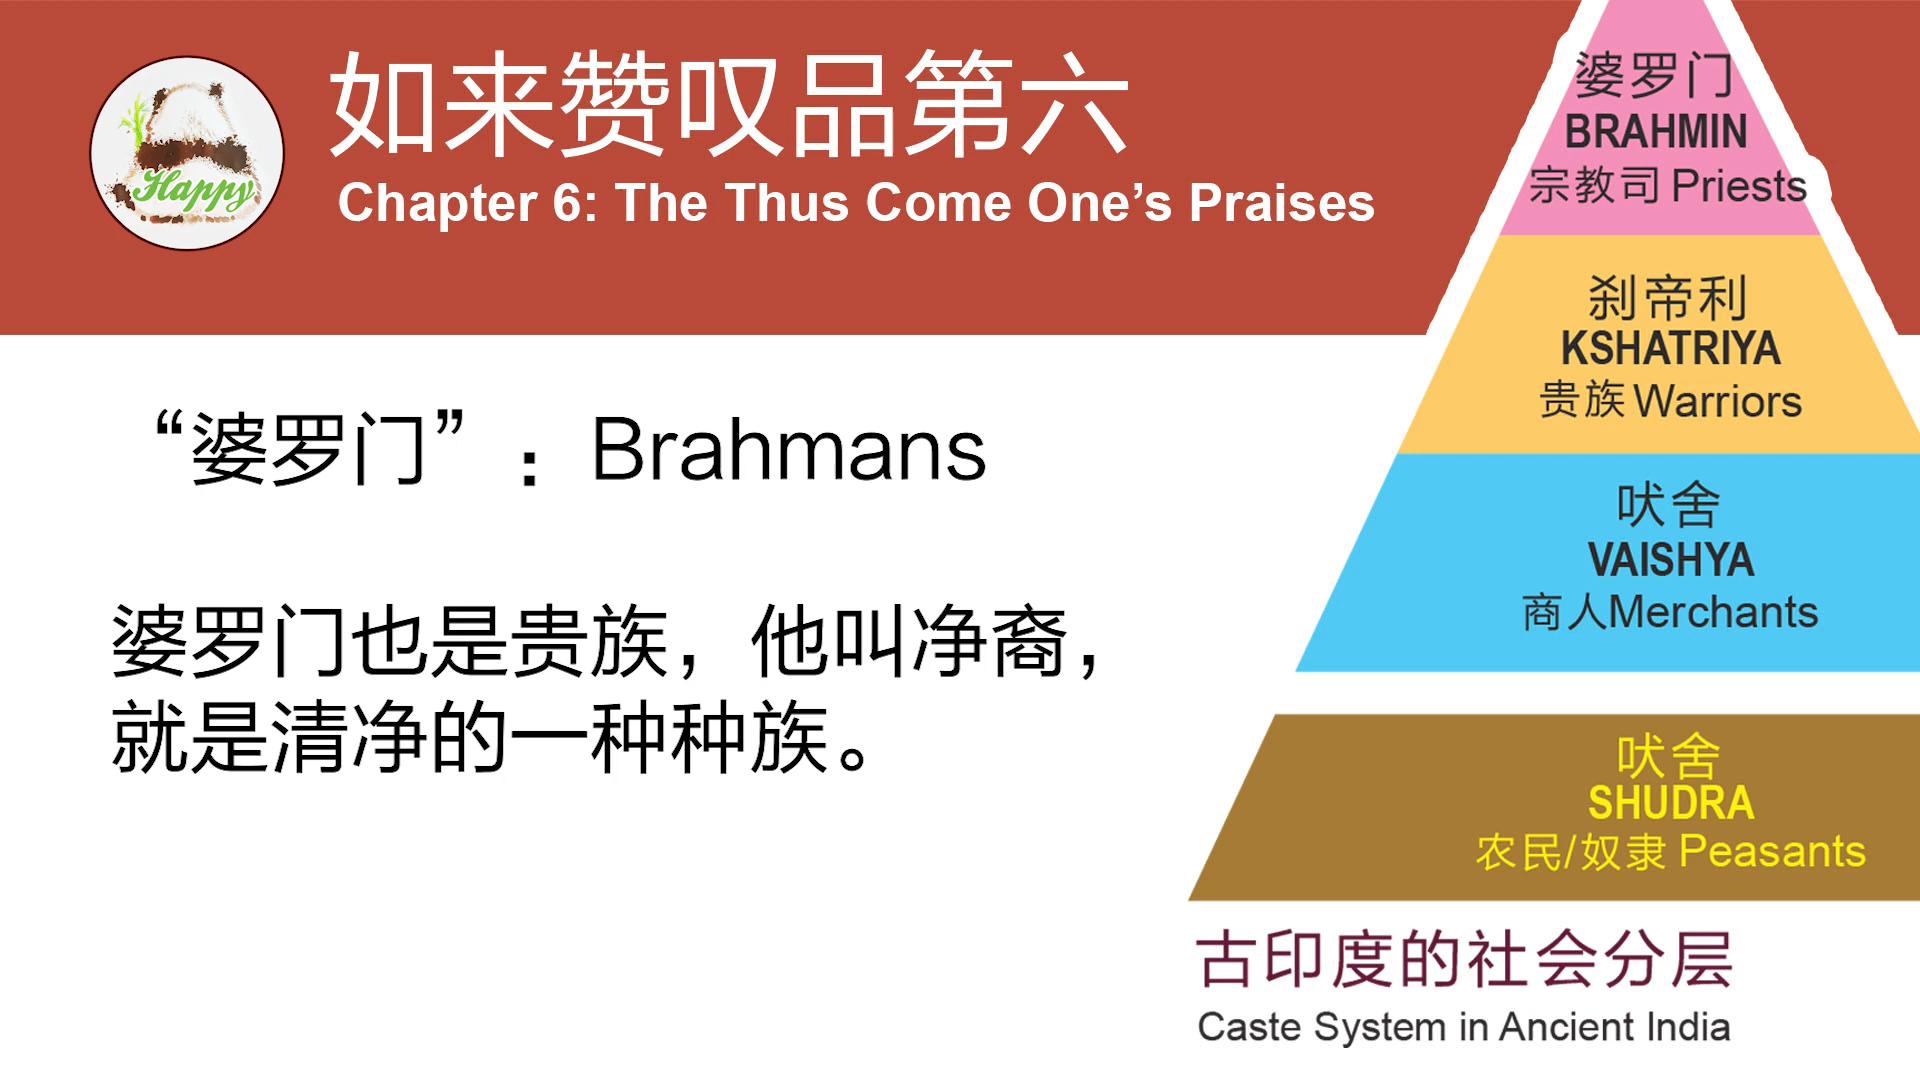 Happy
如来赞叹品第六
Chapter 6: The Thus Come One’s Praises
“婆罗门”：Brahmans
婆罗门也是贵族，他叫净裔，
就是清净的一种种族。
婆罗门
BRAHMIN
宗教司 Priests
刹帝利
KSHATRIYA
贵族 Warriors
吠舍
VAISHYA
商人Merchants
吠舍
SHUDRA
农民/奴隶 Peasants
古印度的社会分层
Caste System in Ancient India